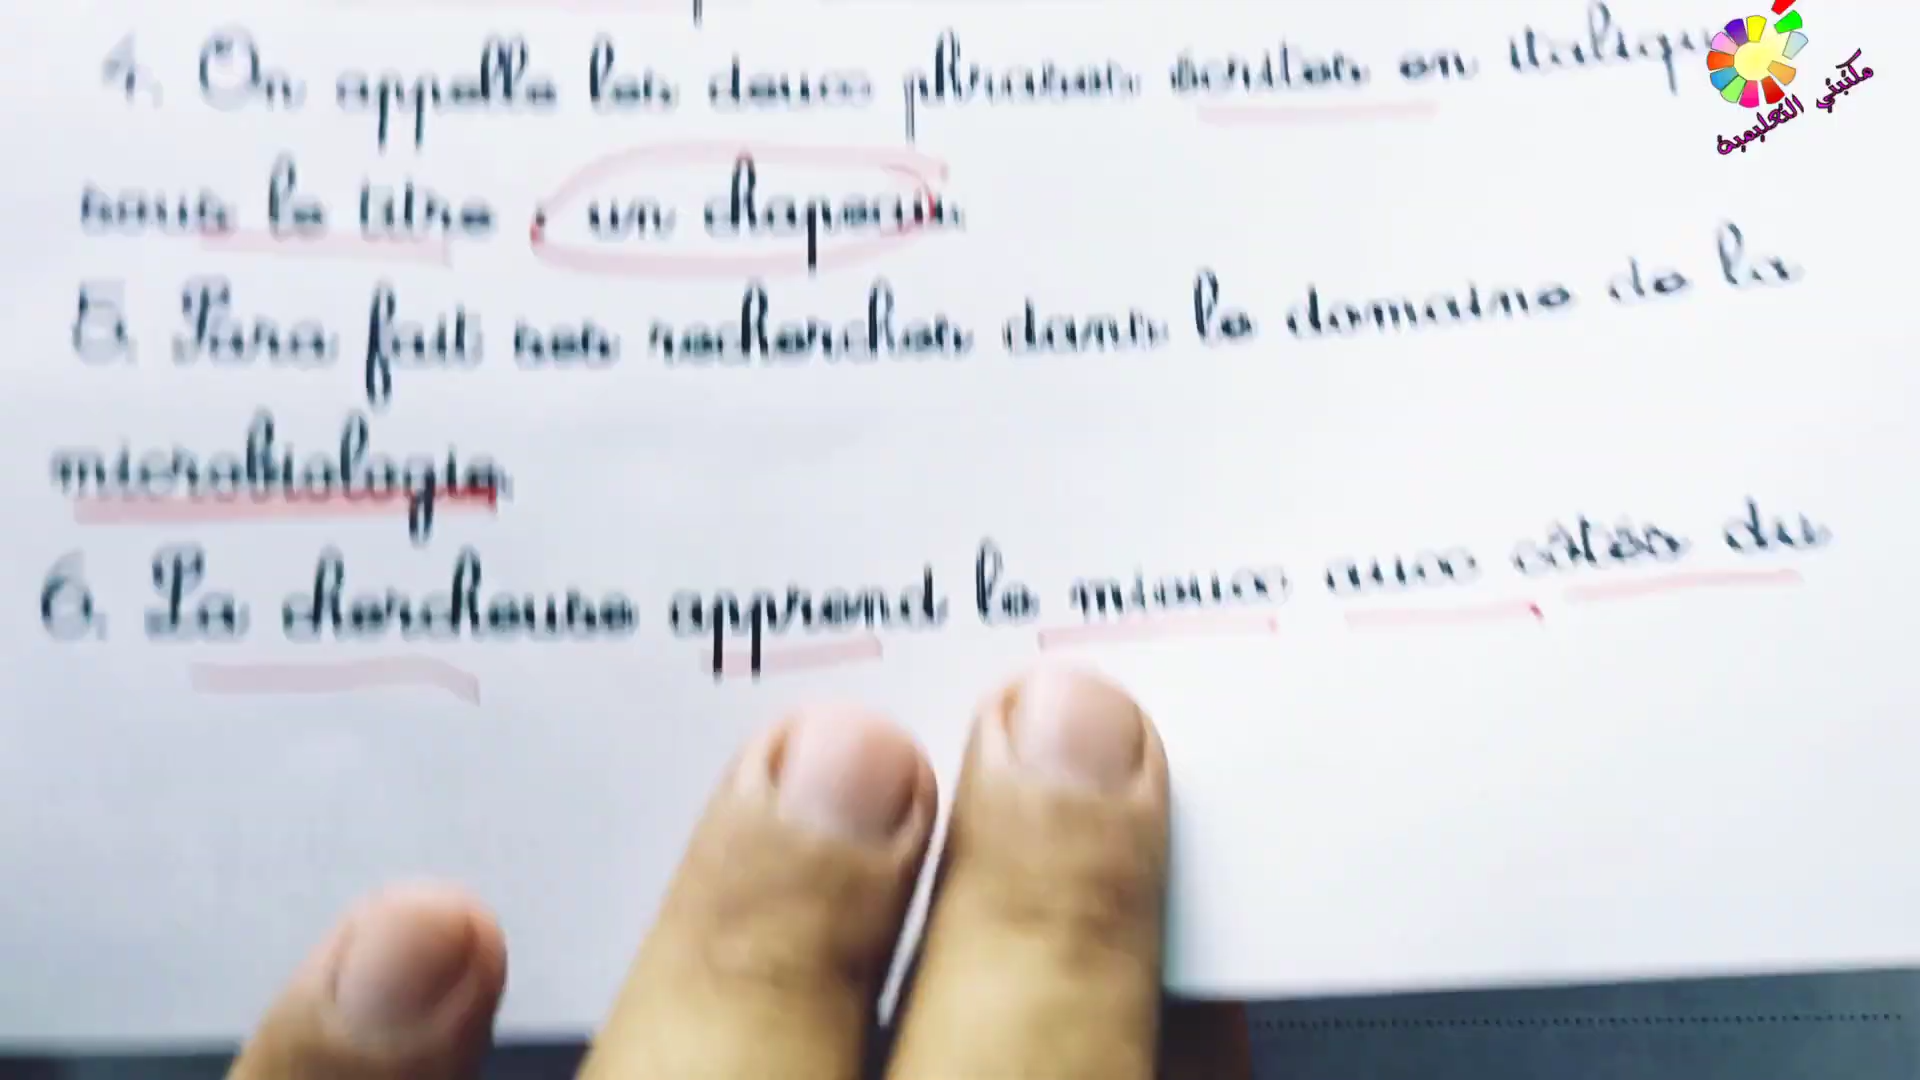 4. On appelle les deux phrases écrites en italique
sous le titre : un chapeau.
5. Sara fait ses recherches dans le domaine de la
microbiologie.
6. La chercheuse apprend le mieux aux côtés du
مكتبتي التعليمية